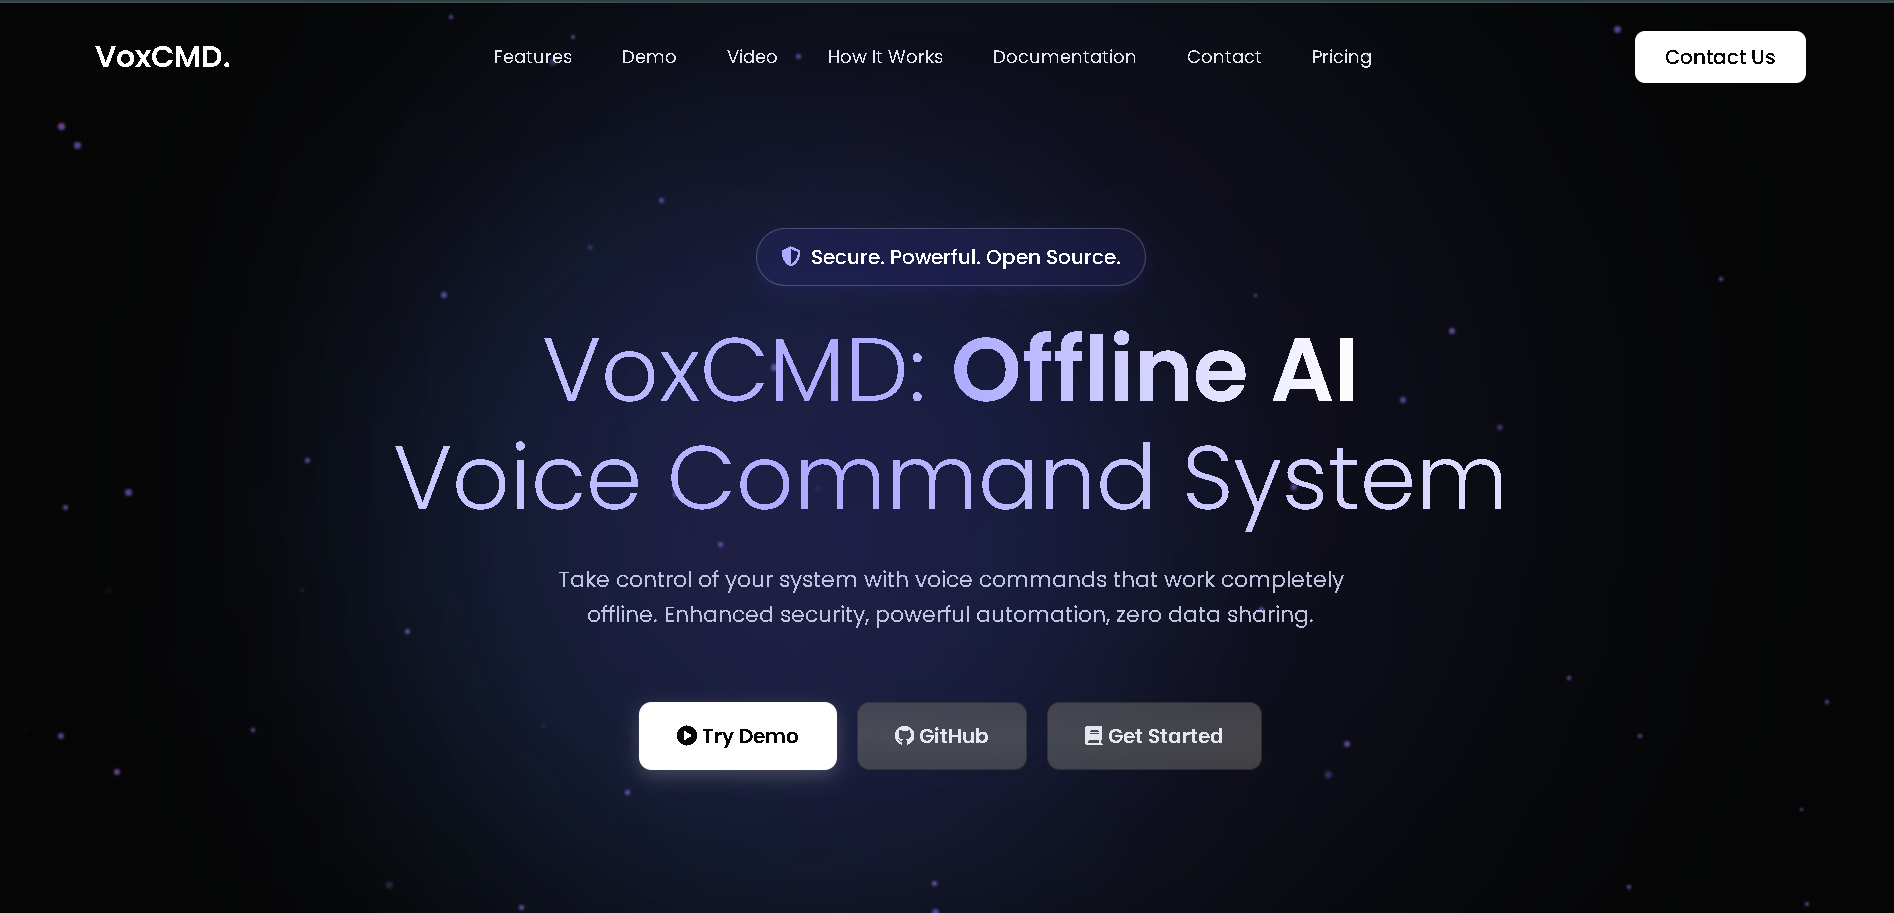 VoxCMD.
Features
Demo
Video
How It Works
Documentation
Contact
Pricing
Contact Us
Secure. Powerful. Open Source.
VoxCMD: Offline AI
Voice Command System
Take control of your system with voice commands that work completely
offline. Enhanced security, powerful automation, zero data sharing.
Try Demo
GitHub
Get Started